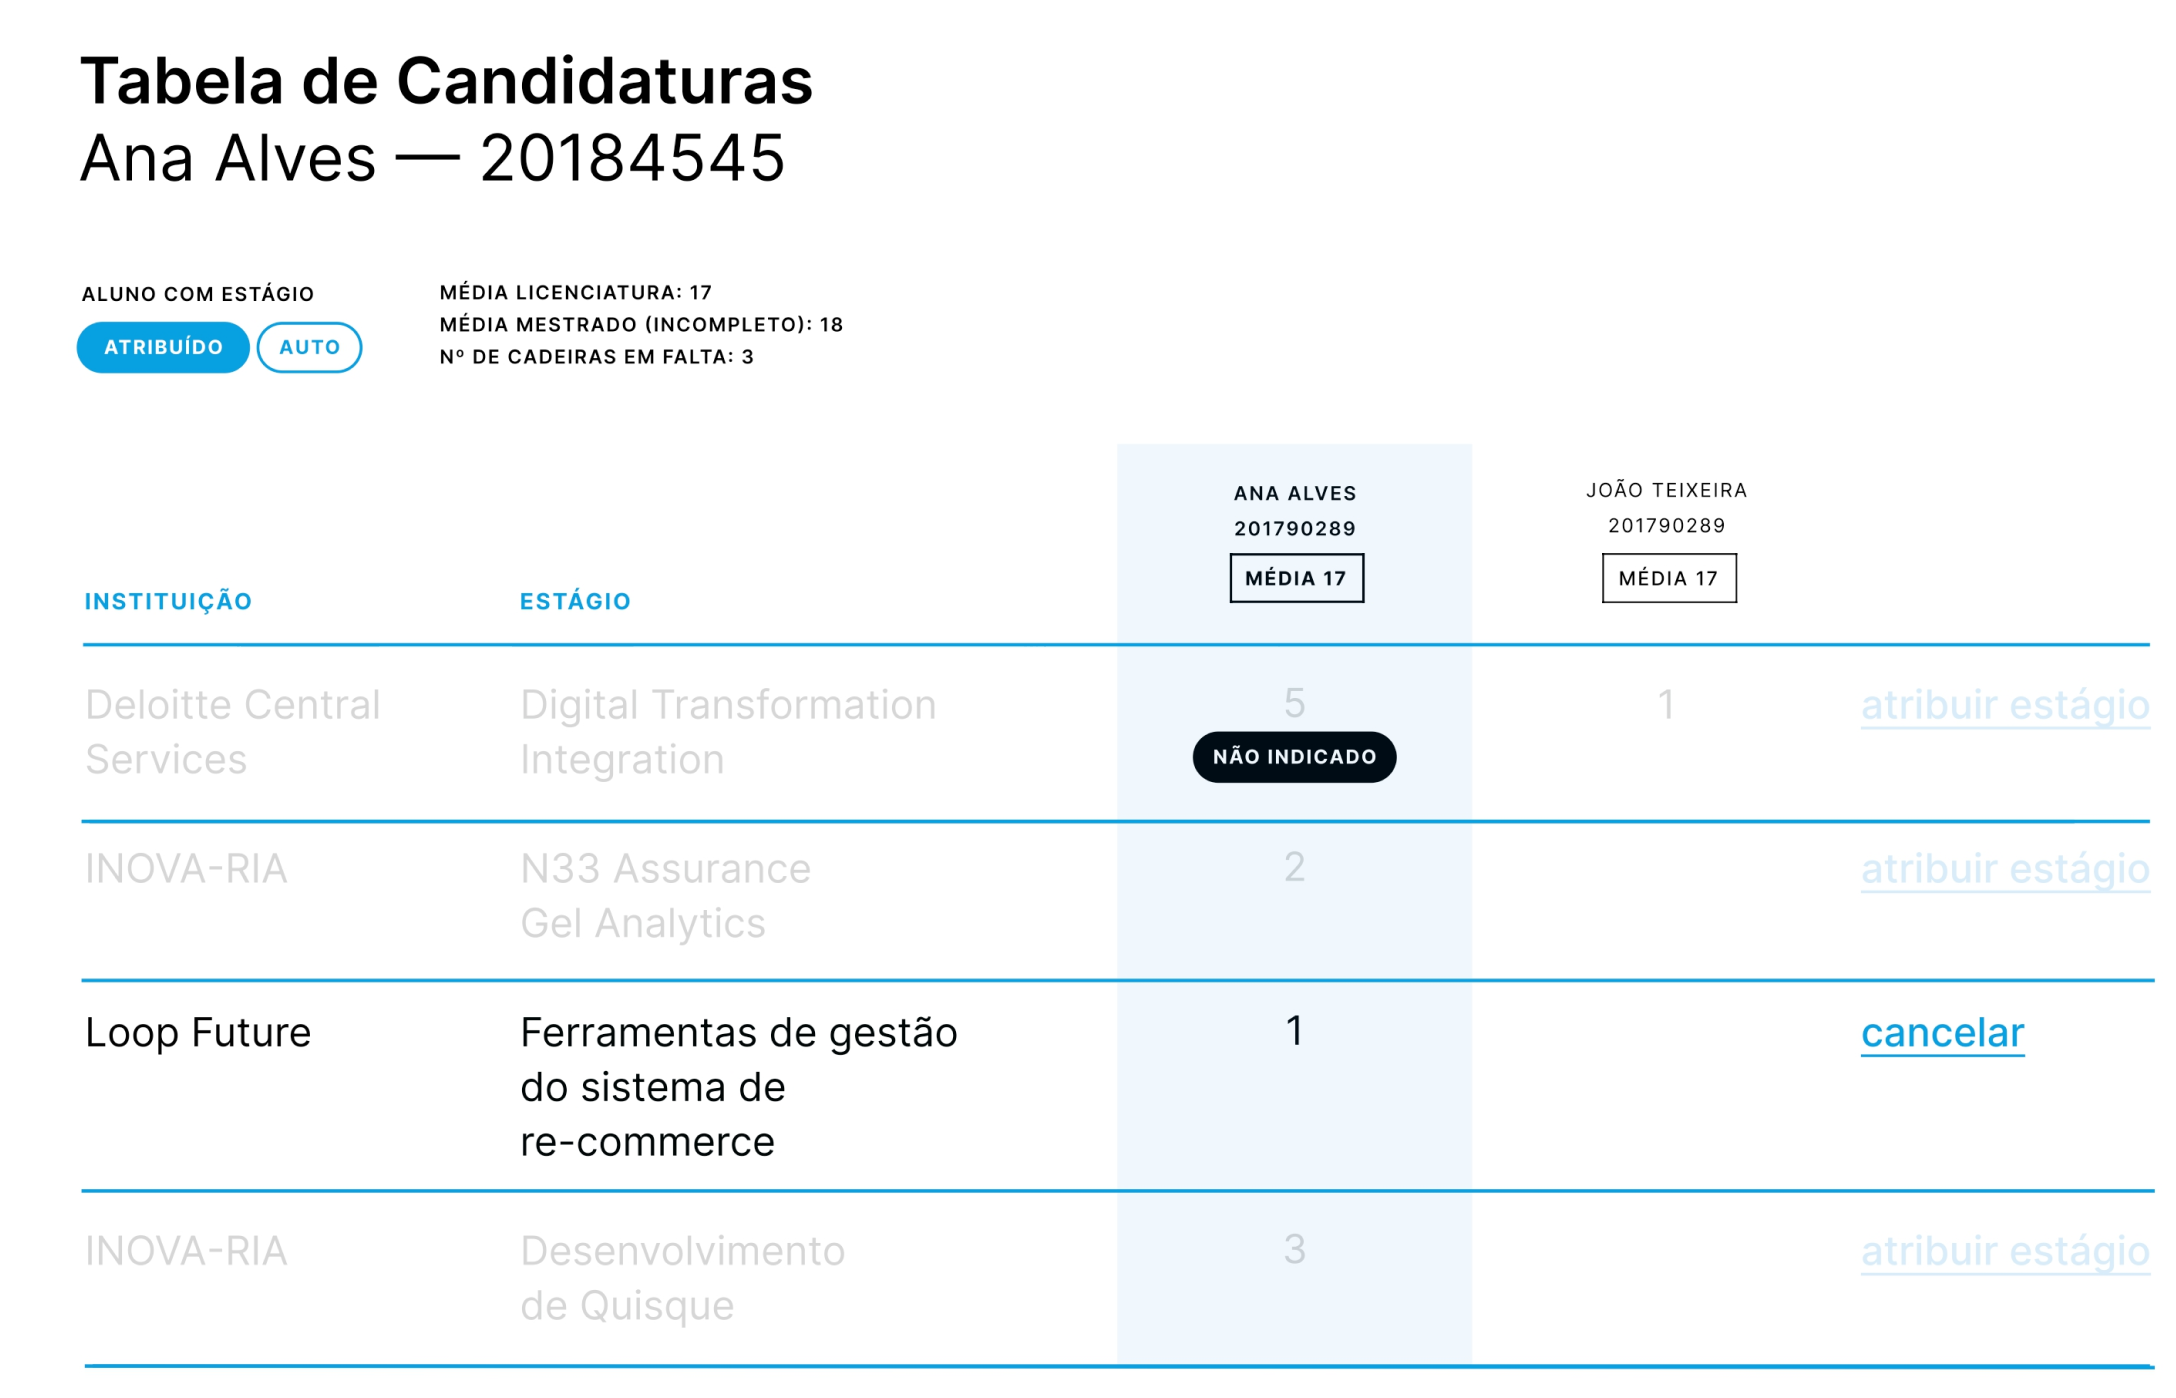 Tabela de Candidaturas
Ana Alves — 20184545
ALUNO COM ESTÁGIO
ATRIBUÍDO AUTO
MÉDIA LICENCIATURA: 17
MÉDIA MESTRADO (INCOMPLETO): 18
Nº DE CADEIRAS EM FALTA: 3
ANA ALVES
201790289
MÉDIA 17
JOÃO TEIXEIRA
201790289
MÉDIA 17
INSTITUIÇÃO ESTÁGIO
Deloitte Central Digital Transformation 5 1 atribuir estágio
Services Integration NÃO INDICADO
INOVA-RIA N33 Assurance 2 atribuir estágio
Gel Analytics
Loop Future Ferramentas de gestão 1 cancelar
do sistema de
re-commerce
INOVA-RIA Desenvolvimento 3 atribuir estágio
de Quisque